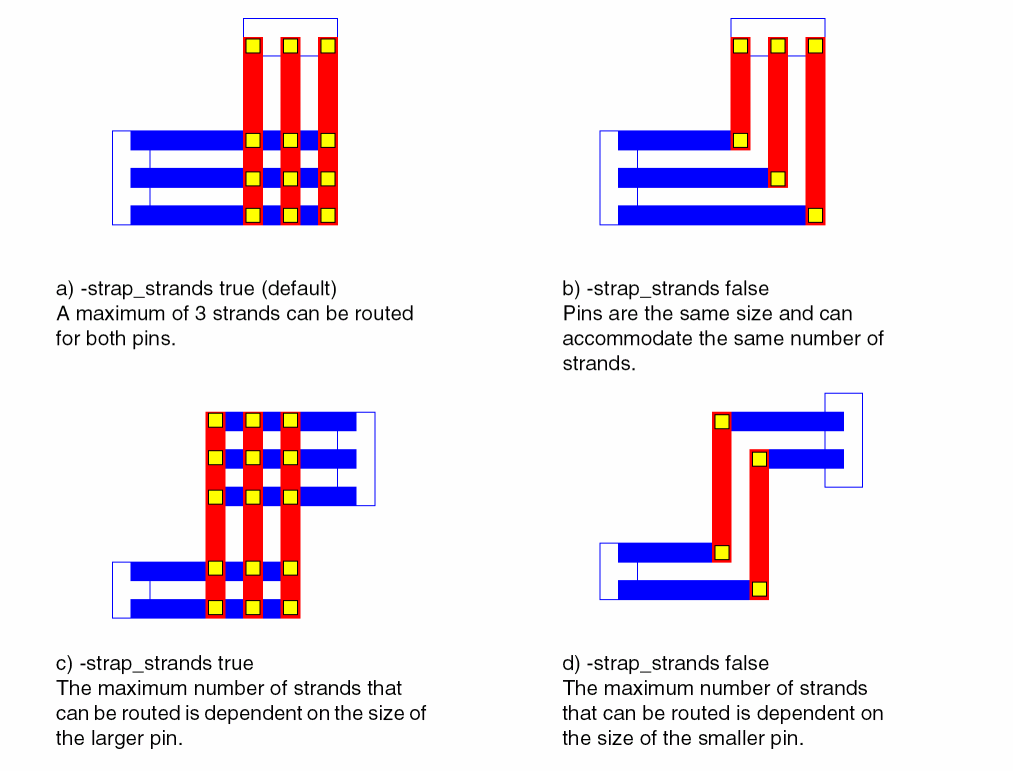 a) -strap_strands true (default)
A maximum of 3 strands can be routed
for both pins.
b) -strap_strands false
Pins are the same size and can
accommodate the same number of
strands.
c) -strap_strands true
The maximum number of strands that
can be routed is dependent on the size of
the larger pin.
d) -strap_strands false
The maximum number of strands
that can be routed is dependent on
the size of the smaller pin.